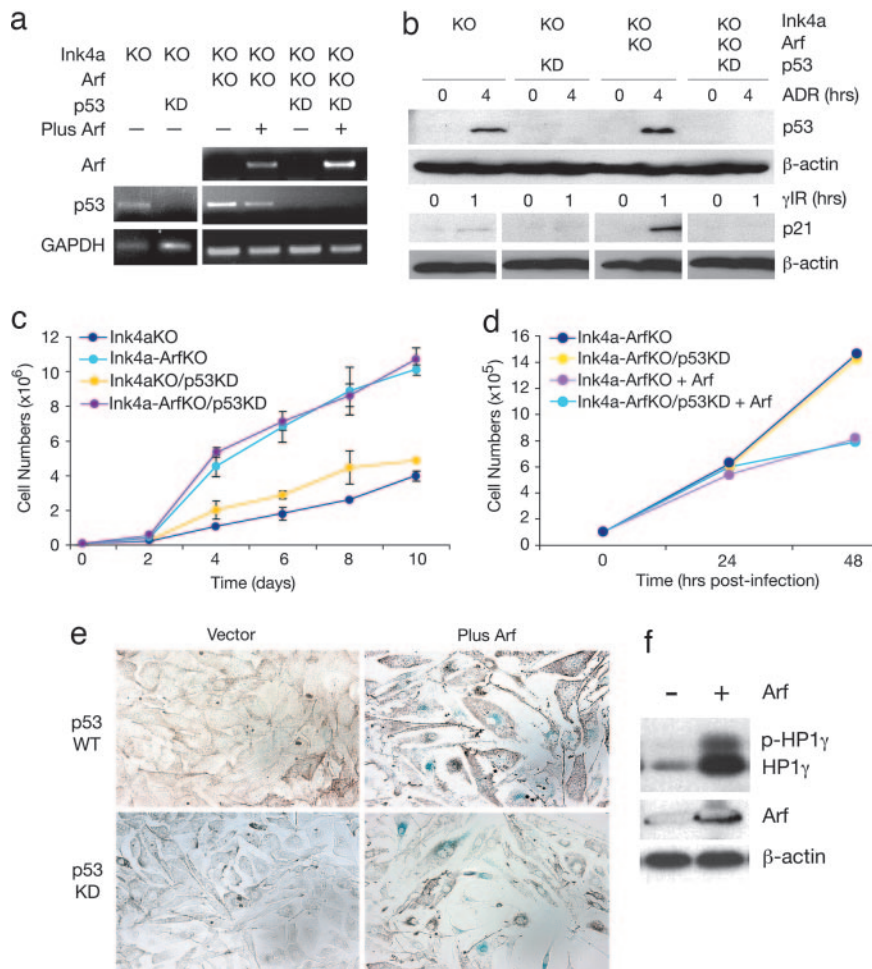 a
Ink4a KO KO KO KO KO KO
Arf KO KO KO KO
p53 KD KD KD
Plus Arf − − − + − +
Arf
p53
GAPDH
b
KO KO KO KO Ink4a
KO KO Arf
KD KD p53
0 4 0 4 0 4 0 4 ADR (hrs)
p53
β-actin
0 1 0 1 0 1 0 1 γIR (hrs)
p21
β-actin
c
Ink4aKO
Ink4a-ArfKO
Ink4aKO/p53KD
Ink4a-ArfKO/p53KD
Cell Numbers (x10⁶)
12
10
8
6
4
2
0
0 2 4 6 8 10
Time (days)
d
Ink4a-ArfKO
Ink4a-ArfKO/p53KD
Ink4a-ArfKO + Arf
Ink4a-ArfKO/p53KD + Arf
Cell Numbers (x10⁵)
16
14
12
10
8
6
4
2
0
0 24 48
Time (hrs post-infection)
e
Vector Plus Arf
p53
WT
p53
KD
f
− + Arf
p-HP1γ
HP1γ
Arf
β-actin